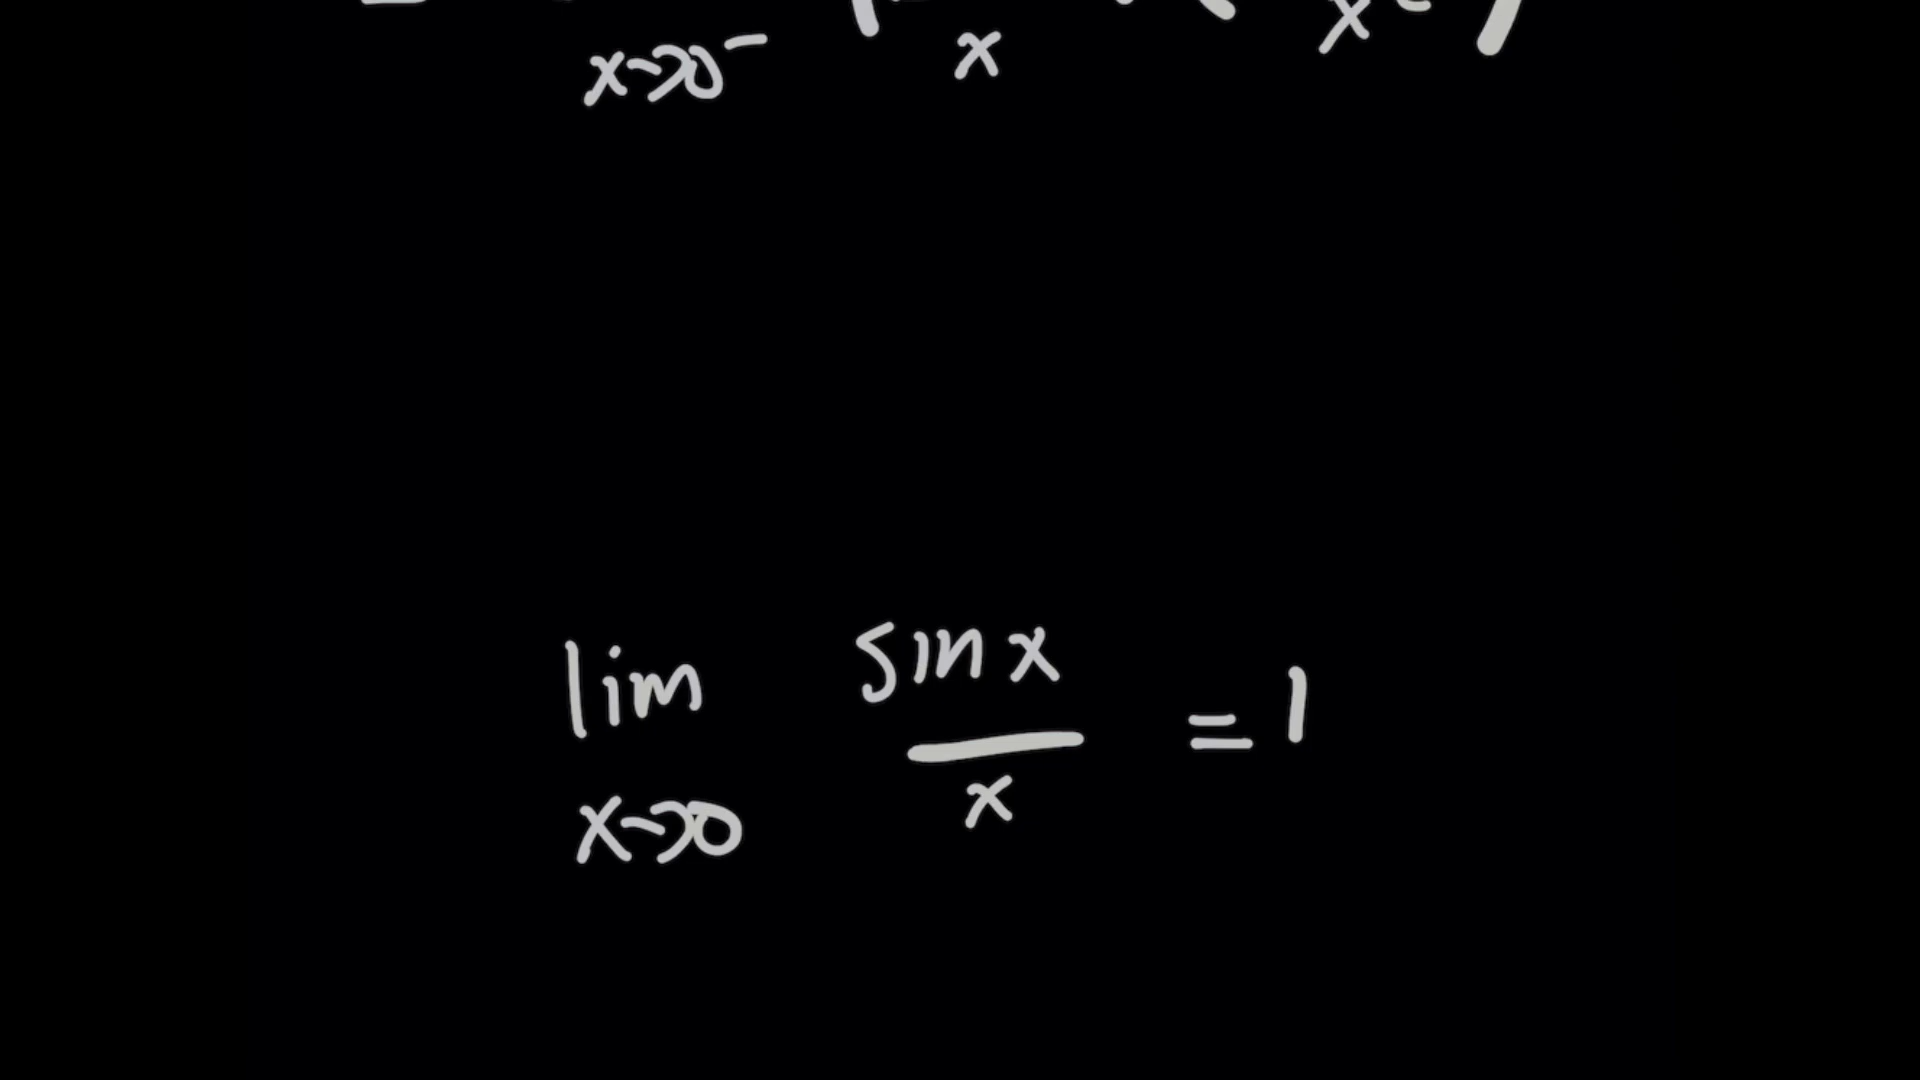 x→0⁻ x x
lim sin x / x = 1
x→0